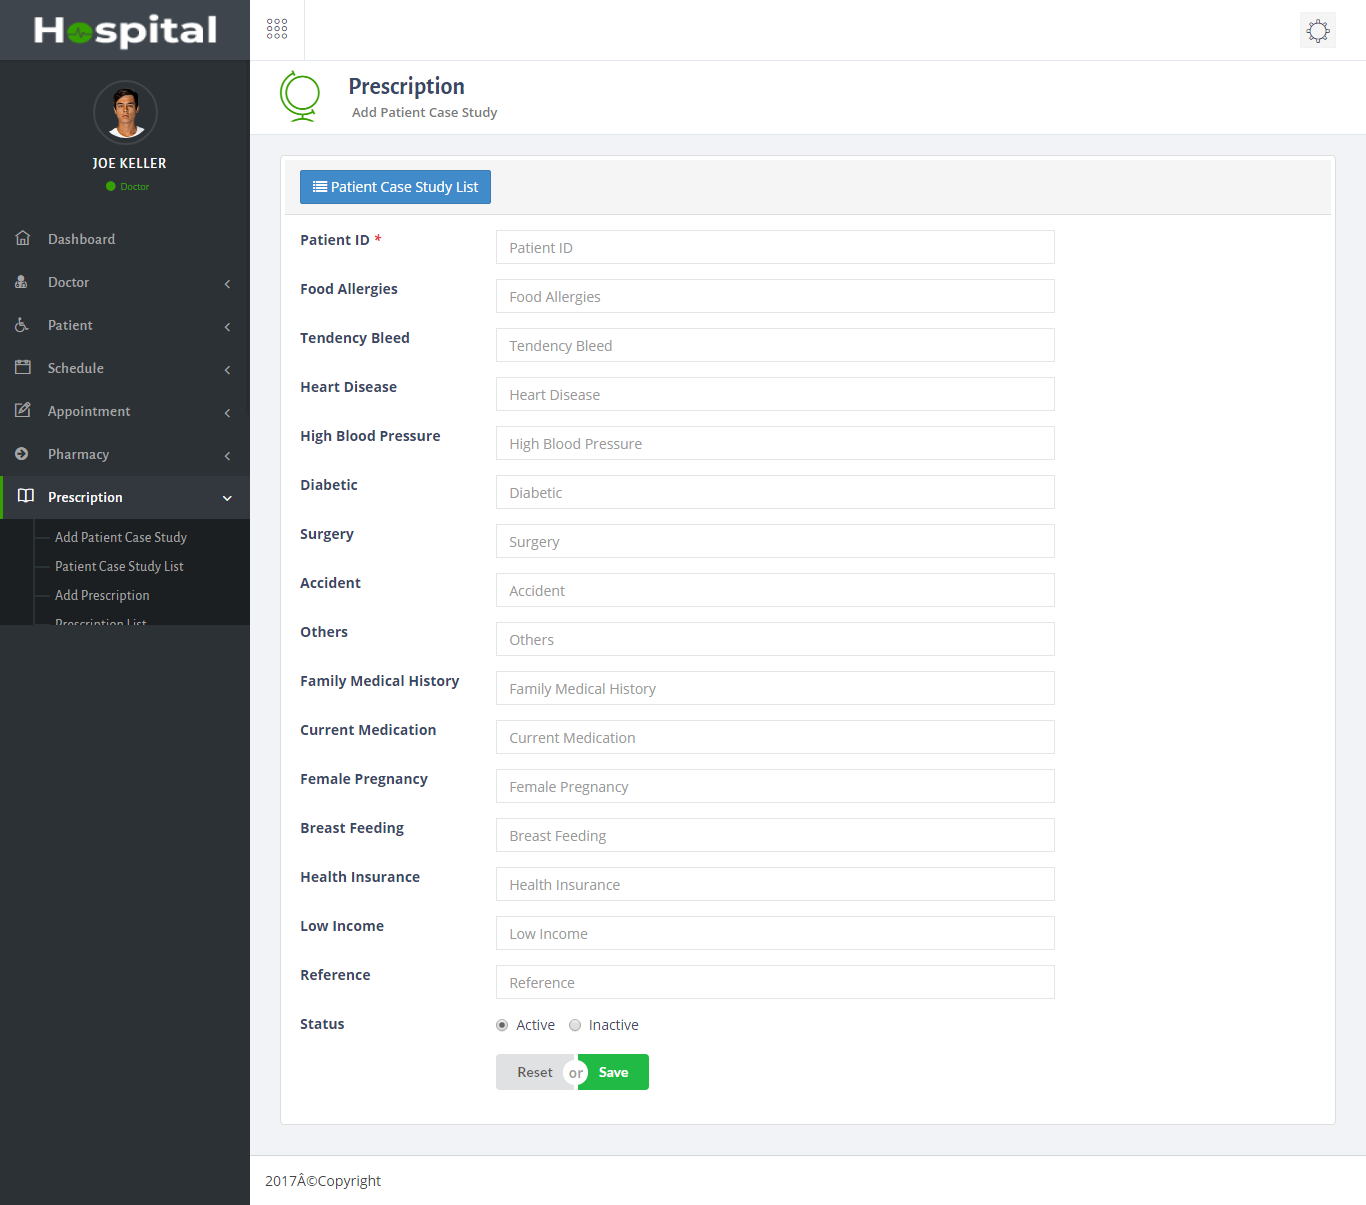 Hospital
JOE KELLER
Doctor
Dashboard
Doctor
Patient
Schedule
Appointment
Pharmacy
Prescription
Add Patient Case Study
Patient Case Study List
Add Prescription
Prescription List
Prescription
Add Patient Case Study
Patient Case Study List
Patient ID * Patient ID
Food Allergies Food Allergies
Tendency Bleed Tendency Bleed
Heart Disease Heart Disease
High Blood Pressure High Blood Pressure
Diabetic Diabetic
Surgery Surgery
Accident Accident
Others Others
Family Medical History Family Medical History
Current Medication Current Medication
Female Pregnancy Female Pregnancy
Breast Feeding Breast Feeding
Health Insurance Health Insurance
Low Income Low Income
Reference Reference
Status Active Inactive
Reset or Save
2017Â©Copyright